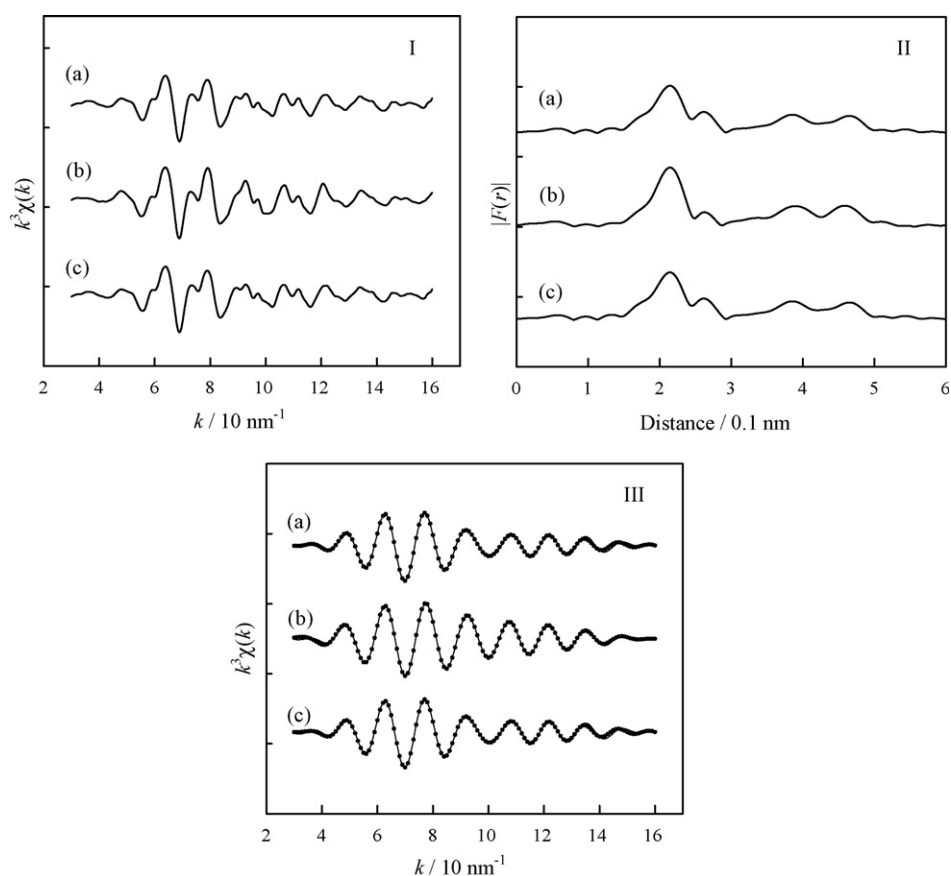 I
(a)
(b)
(c)
k³χ(k)
2 4 6 8 10 12 14 16
k / 10 nm⁻¹
II
(a)
(b)
(c)
|F(r)|
0 1 2 3 4 5 6
Distance / 0.1 nm
III
(a)
(b)
(c)
k³χ(k)
2 4 6 8 10 12 14 16
k / 10 nm⁻¹